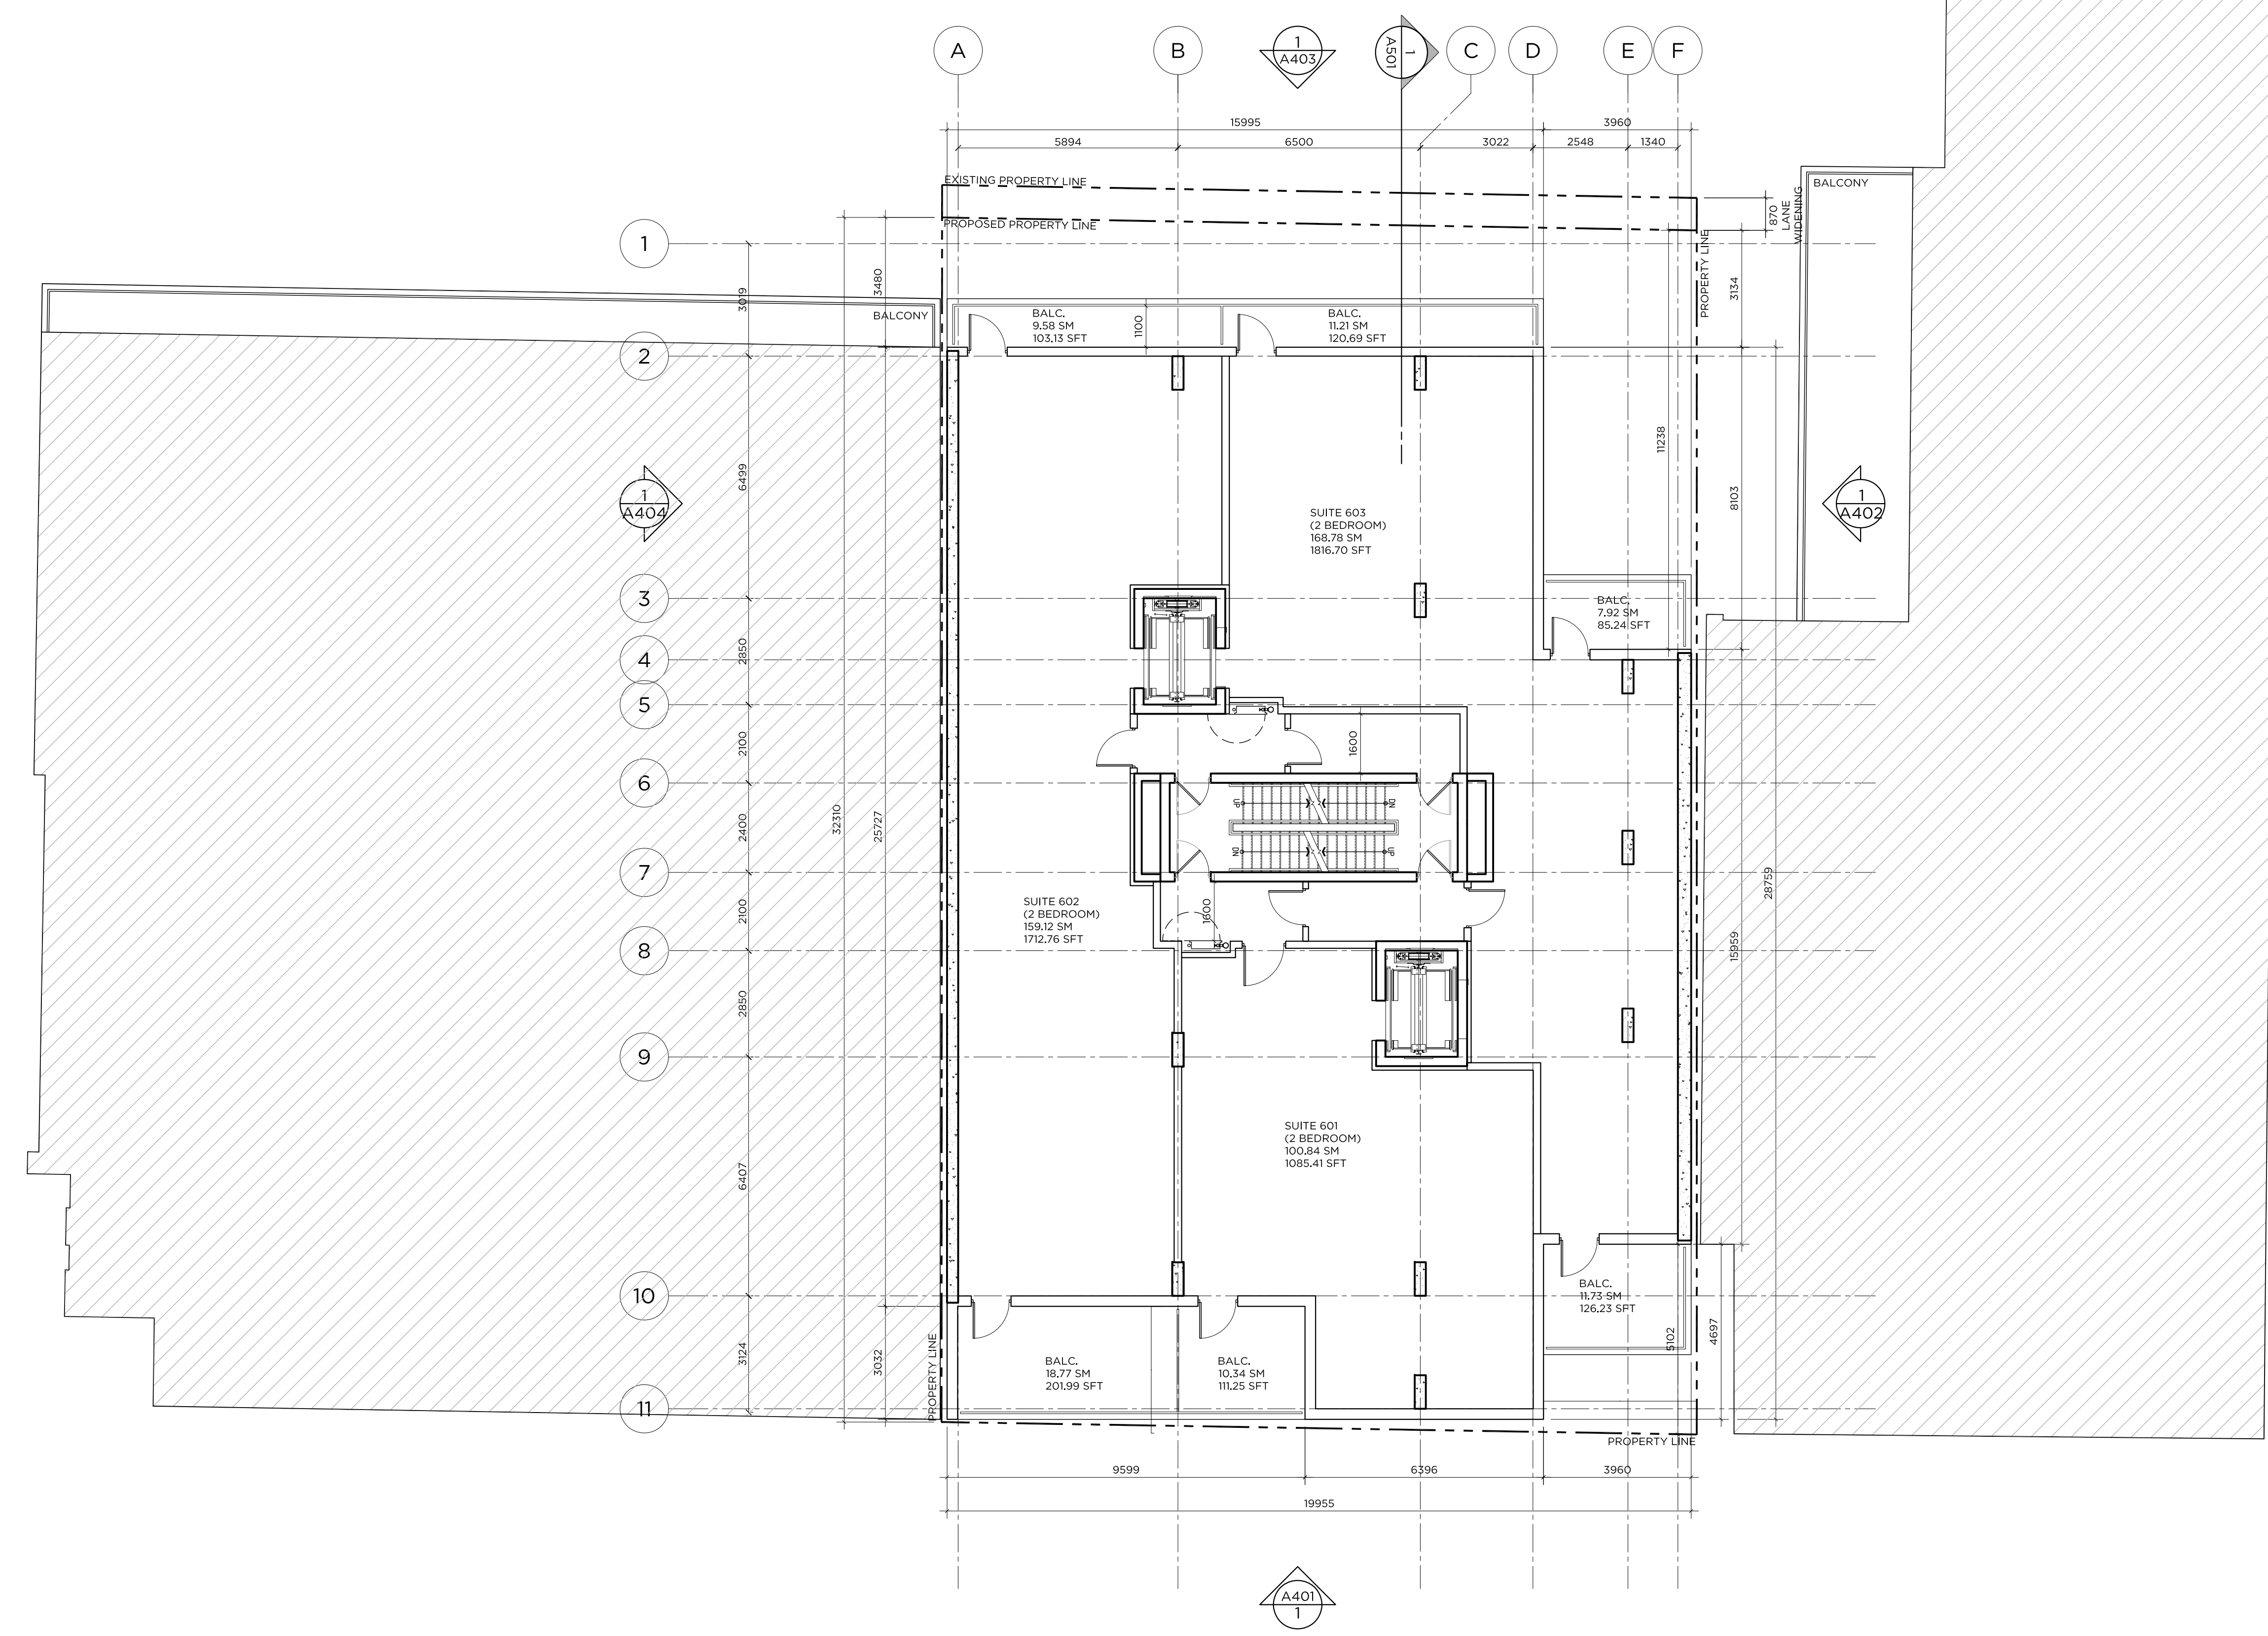 A
B
1
A403
1
A501
C
D
E
F
15995
3960
5894
6500
3022
2548
1340
EXISTING PROPERTY LINE
PROPOSED PROPERTY LINE
870
LANE
WIDENING
BALCONY
PROPERTY LINE
1
3019
3480
3134
BALCONY
BALC.
9.58 SM
103.13 SFT
1100
BALC.
11.21 SM
120.69 SFT
2
6499
11238
8103
1
A404
1
A402
SUITE 603
(2 BEDROOM)
168.78 SM
1816.70 SFT
3
BALC.
7.92 SM
85.24 SFT
2850
4
5
2100
1600
6
UP
DN
2400
32310
25727
DN
UP
7
28759
SUITE 602
(2 BEDROOM)
159.12 SM
1712.76 SFT
2100
1600
8
15959
2850
9
SUITE 601
(2 BEDROOM)
100.84 SM
1085.41 SFT
6407
10
BALC.
11.73 SM
126.23 SFT
3124
3032
PROPERTY LINE
BALC.
18.77 SM
201.99 SFT
BALC.
10.34 SM
111.25 SFT
5102
4697
11
PROPERTY LINE
9599
6396
3960
19955
A401
1